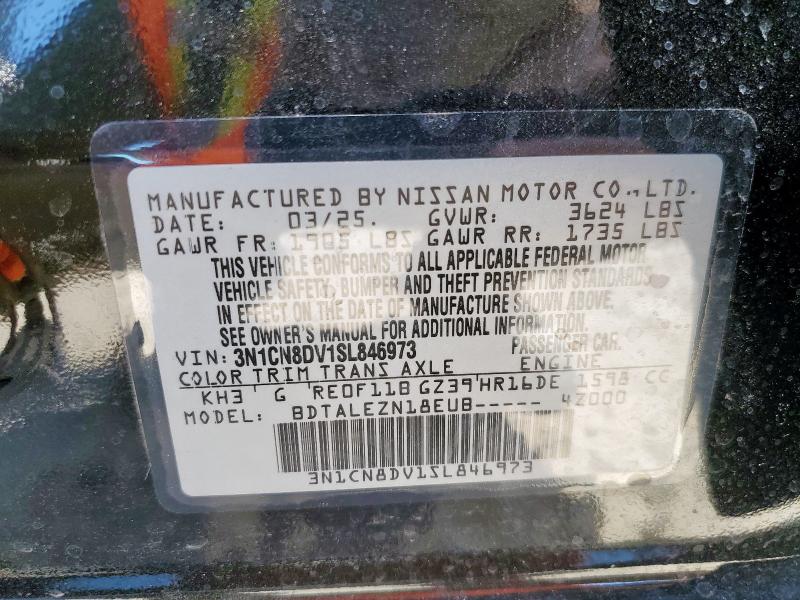 MANUFACTURED BY NISSAN MOTOR CO., LTD.
DATE: 03/25. GVWR: 3624 LBS
GAWR FR: 1905 LBS GAWR RR: 1735 LBS
THIS VEHICLE CONFORMS TO ALL APPLICABLE FEDERAL MOTOR
VEHICLE SAFETY, BUMPER AND THEFT PREVENTION STANDARDS
IN EFFECT ON THE DATE OF MANUFACTURE SHOWN ABOVE.
SEE OWNER'S MANUAL FOR ADDITIONAL INFORMATION
VIN: 3N1CN8DV1SL846973 PASSENGER CAR.
COLOR TRIM TRANS AXLE ENGINE
KH3 G RE0F11B GZ39 HR16DE 1598 CC
MODEL: BDTALEZN18EUB----- 4Z000
3N1CN8DV1SL846973